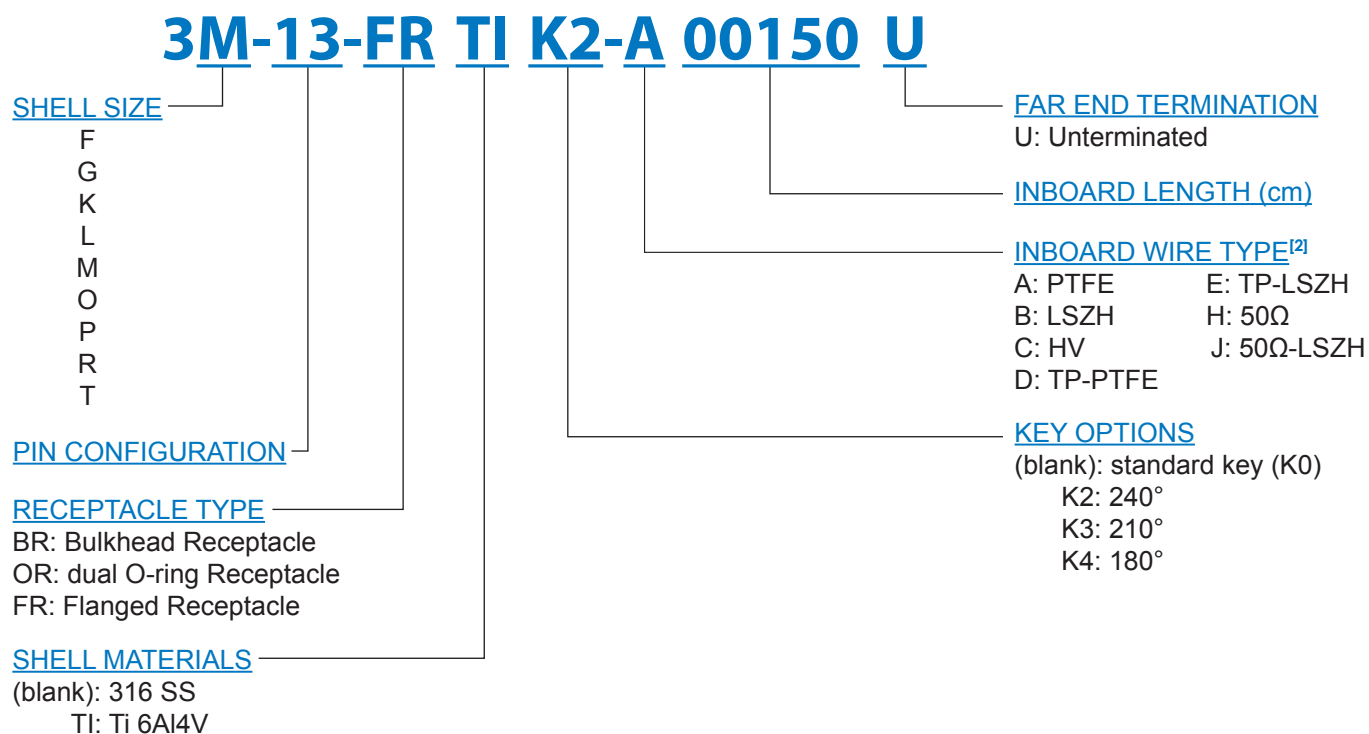 3M-13-FR TI K2-A 00150 U
SHELL SIZE
F
G
K
L
M
O
P
R
T
PIN CONFIGURATION
RECEPTACLE TYPE
BR: Bulkhead Receptacle
OR: dual O-ring Receptacle
FR: Flanged Receptacle
SHELL MATERIALS
(blank): 316 SS
TI: Ti 6Al4V
FAR END TERMINATION
U: Unterminated
INBOARD LENGTH (cm)
INBOARD WIRE TYPE[2]
A: PTFE E: TP-LSZH
B: LSZH H: 50Ω
C: HV J: 50Ω-LSZH
D: TP-PTFE
KEY OPTIONS
(blank): standard key (K0)
K2: 240°
K3: 210°
K4: 180°